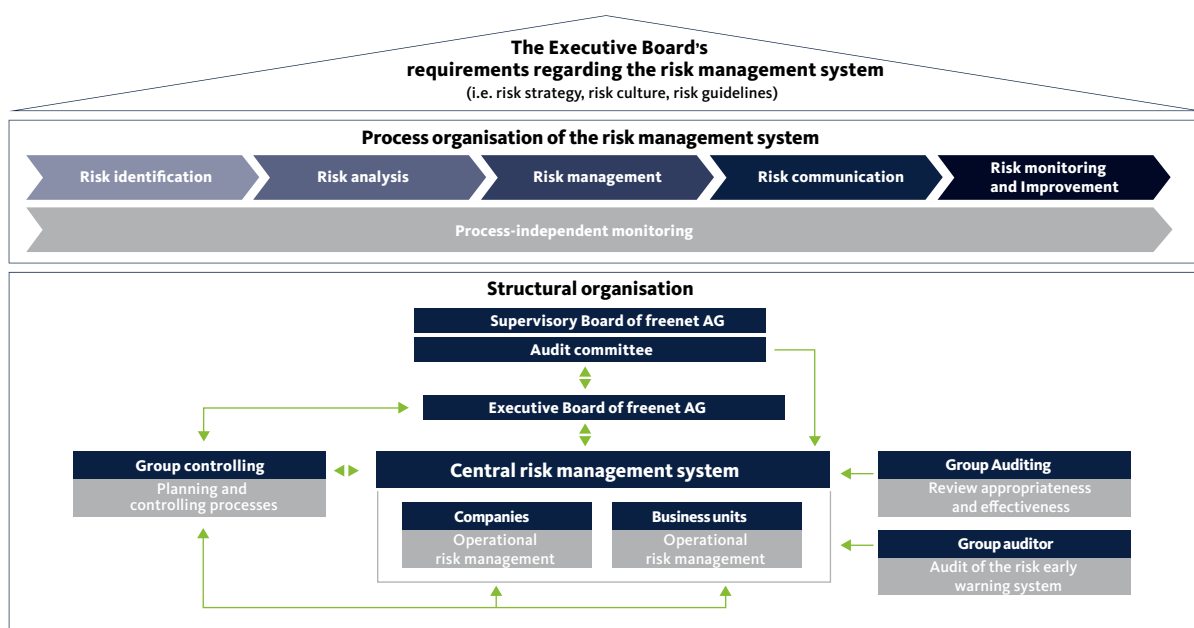 The Executive Board's
requirements regarding the risk management system
(i.e. risk strategy, risk culture, risk guidelines)
Process organisation of the risk management system
Risk identification
Risk analysis
Risk management
Risk communication
Risk monitoring
and Improvement
Process-independent monitoring
Structural organisation
Supervisory Board of freenet AG
Audit committee
Executive Board of freenet AG
Group controlling
Planning and
controlling processes
Central risk management system
Companies
Operational
risk management
Business units
Operational
risk management
Group Auditing
Review appropriateness
and effectiveness
Group auditor
Audit of the risk early
warning system